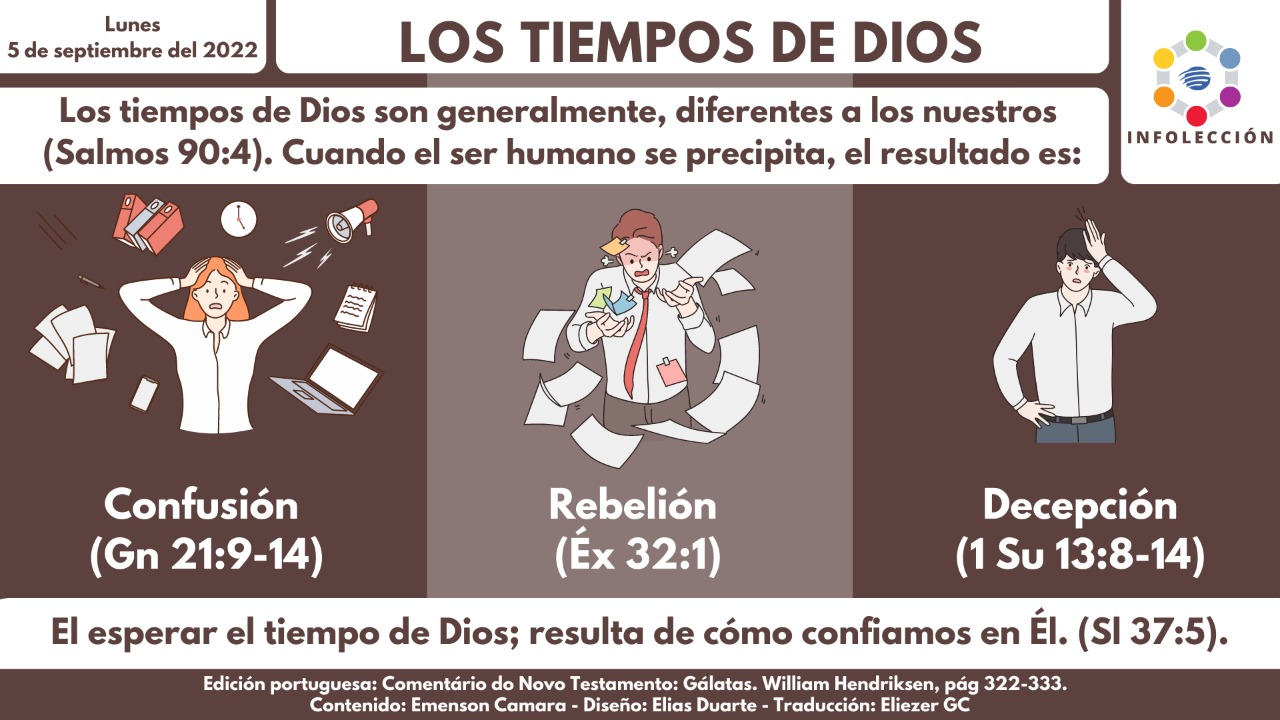 Lunes
5 de septiembre del 2022
LOS TIEMPOS DE DIOS
INFOLECCIÓN
Los tiempos de Dios son generalmente, diferentes a los nuestros
(Salmos 90:4). Cuando el ser humano se precipita, el resultado es:
Confusión
(Gn 21:9-14)
Rebelión
(Éx 32:1)
Decepción
(1 Su 13:8-14)
El esperar el tiempo de Dios; resulta de cómo confiamos en Él. (Sl 37:5).
Edición portuguesa: Comentário do Novo Testamento: Gálatas. William Hendriksen, pág 322-333.
Contenido: Emenson Camara - Diseño: Elias Duarte - Traducción: Eliezer GC